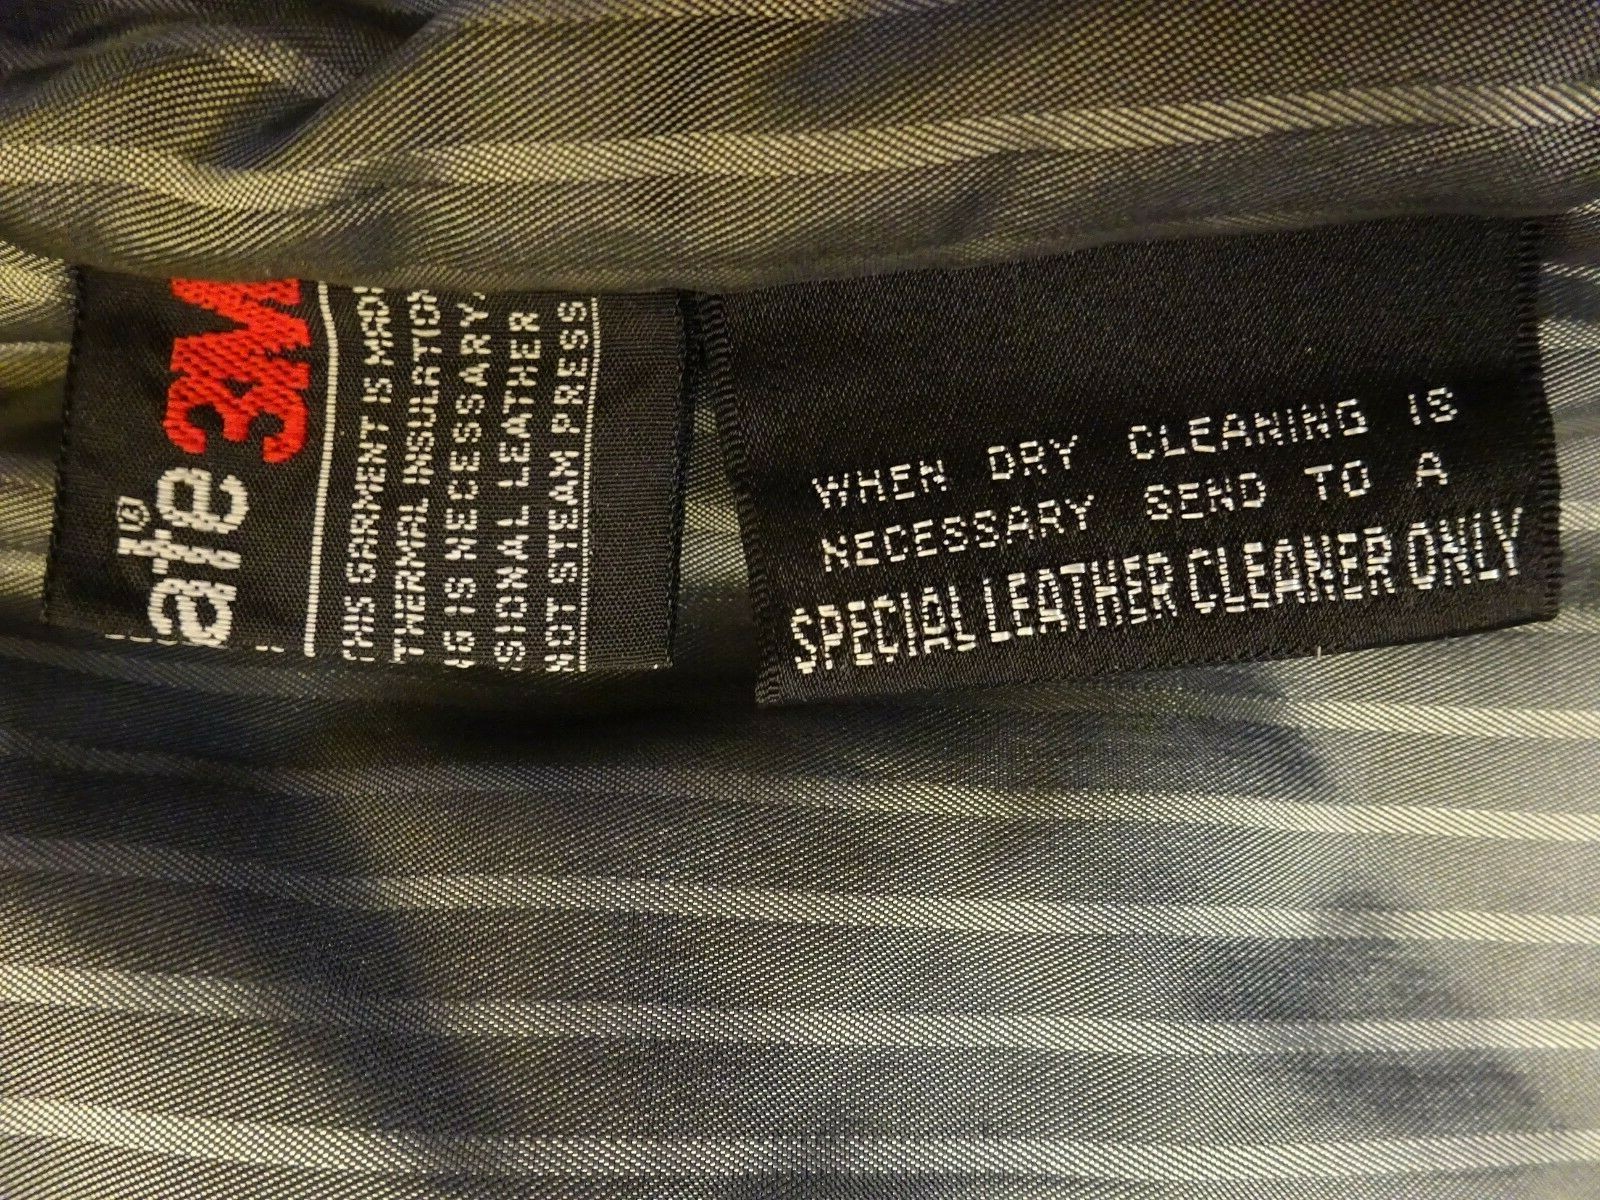 ate® 3M
THIS GARMENT IS MADE
THERMAL INSULATION
G IS NECESSARY,
SIONAL LEATHER
NOT STEAM PRESS
WHEN DRY CLEANING IS
NECESSARY SEND TO A
SPECIAL LEATHER CLEANER ONLY